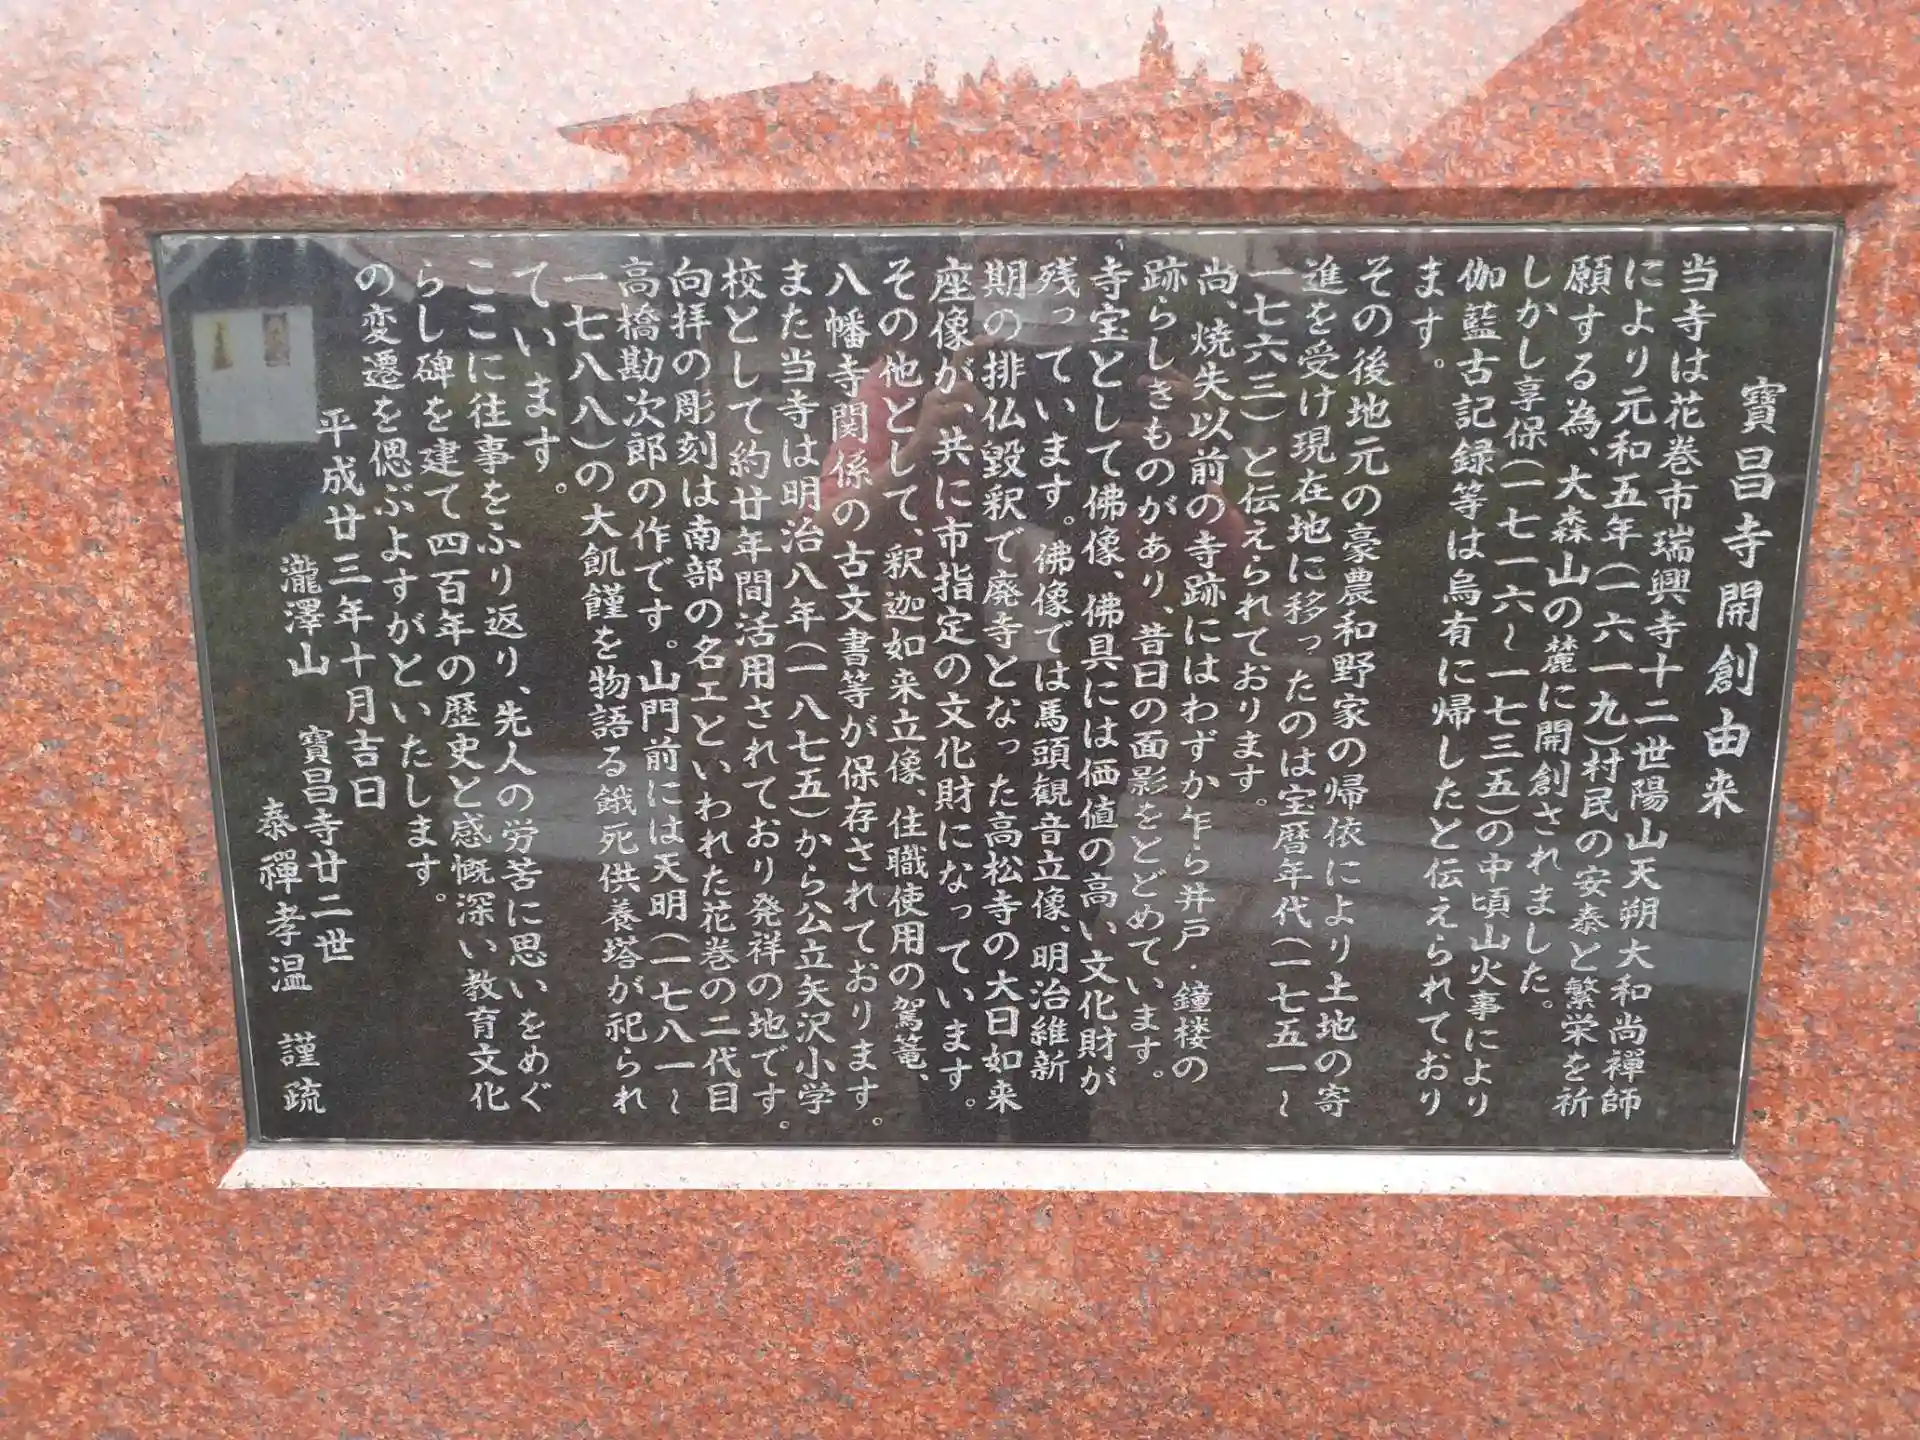 寶昌寺開創由来
当寺は花巻市瑞興寺十二世陽山天朔大和尚禪師
により元和五年(一六一九)村民の安泰と繁栄を祈
願する為、大森山の麓に開創されました。
しかし享保(一七一六～一七三五)の中頃山火事により
伽藍古記録等は烏有に帰したと伝えられており
ます。
その後地元の豪農和野家の帰依により土地の寄
進を受け現在地に移ったのは宝暦年代(一七五一～
一七六三)と伝えられております。
尚、焼失以前の寺跡にはわずか乍ら井戸・鐘楼の
跡らしきものがあり、昔日の面影をとどめています。
寺宝として佛像、佛具には価値の高い文化財が
残っています。佛像では馬頭観音立像、明治維新
期の排仏毀釈で廃寺となった高松寺の大日如来
座像が、共に市指定の文化財になっています。
その他として、釈迦如来立像、住職使用の駕篭、
八幡寺関係の古文書等が保存されております。
また当寺は明治八年(一八七五)から公立矢沢小学
校として約廿年間活用されており発祥の地です。
向拝の彫刻は南部の名工といわれた花巻の二代目
高橋勘次郎の作です。山門前には天明(一七八一～
一七八八)の大飢饉を物語る餓死供養塔が祀られ
ています。
ここに往事をふり返り、先人の労苦に思いをめぐ
らし碑を建て四百年の歴史と感慨深い教育文化
の変遷を偲ぶよすがといたします。
平成廿三年十月吉日
瀧澤山 寶昌寺廿二世
泰禪孝温 謹疏